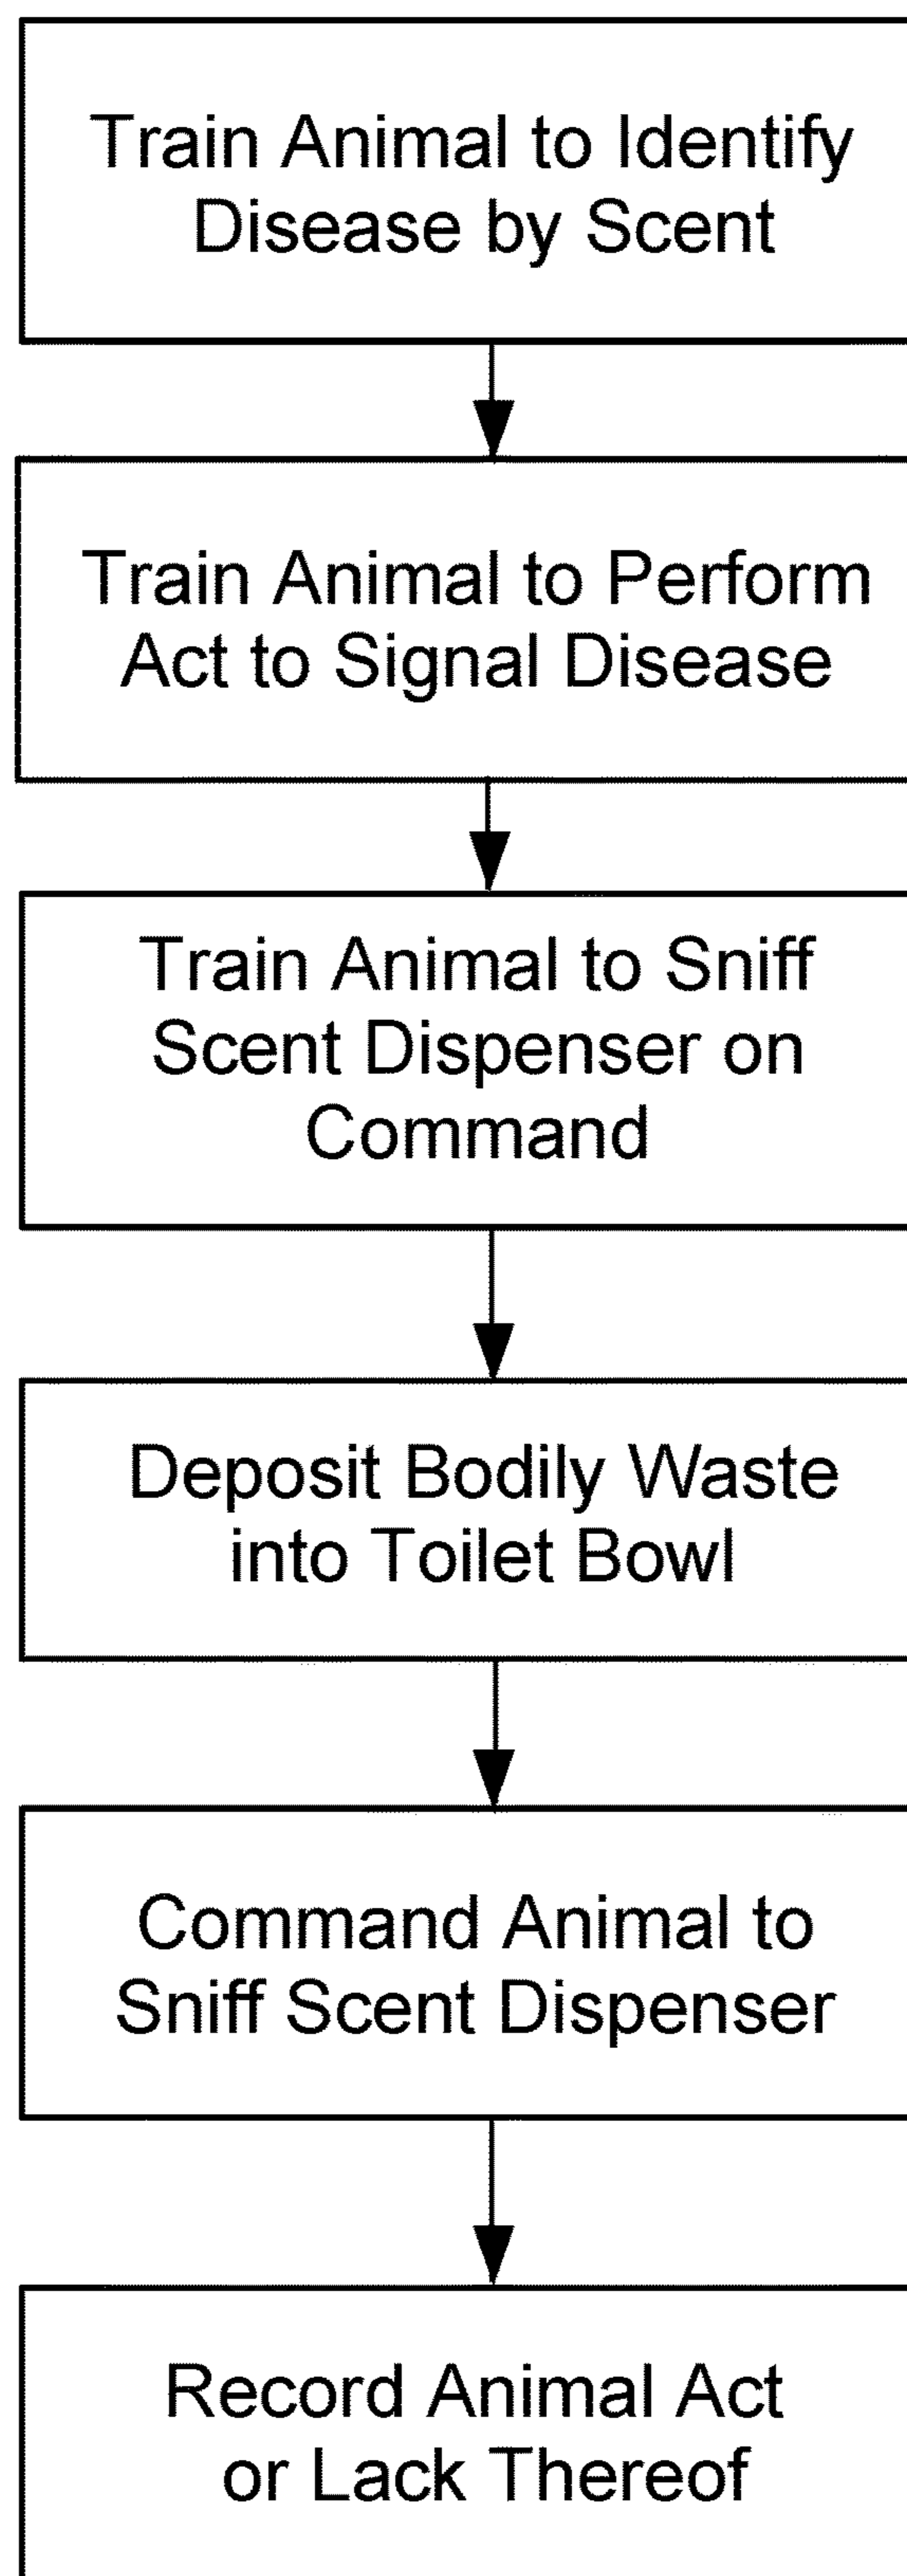 Train Animal to Identify
Disease by Scent
Train Animal to Perform
Act to Signal Disease
Train Animal to Sniff
Scent Dispenser on
Command
Deposit Bodily Waste
into Toilet Bowl
Command Animal to
Sniff Scent Dispenser
Record Animal Act
or Lack Thereof